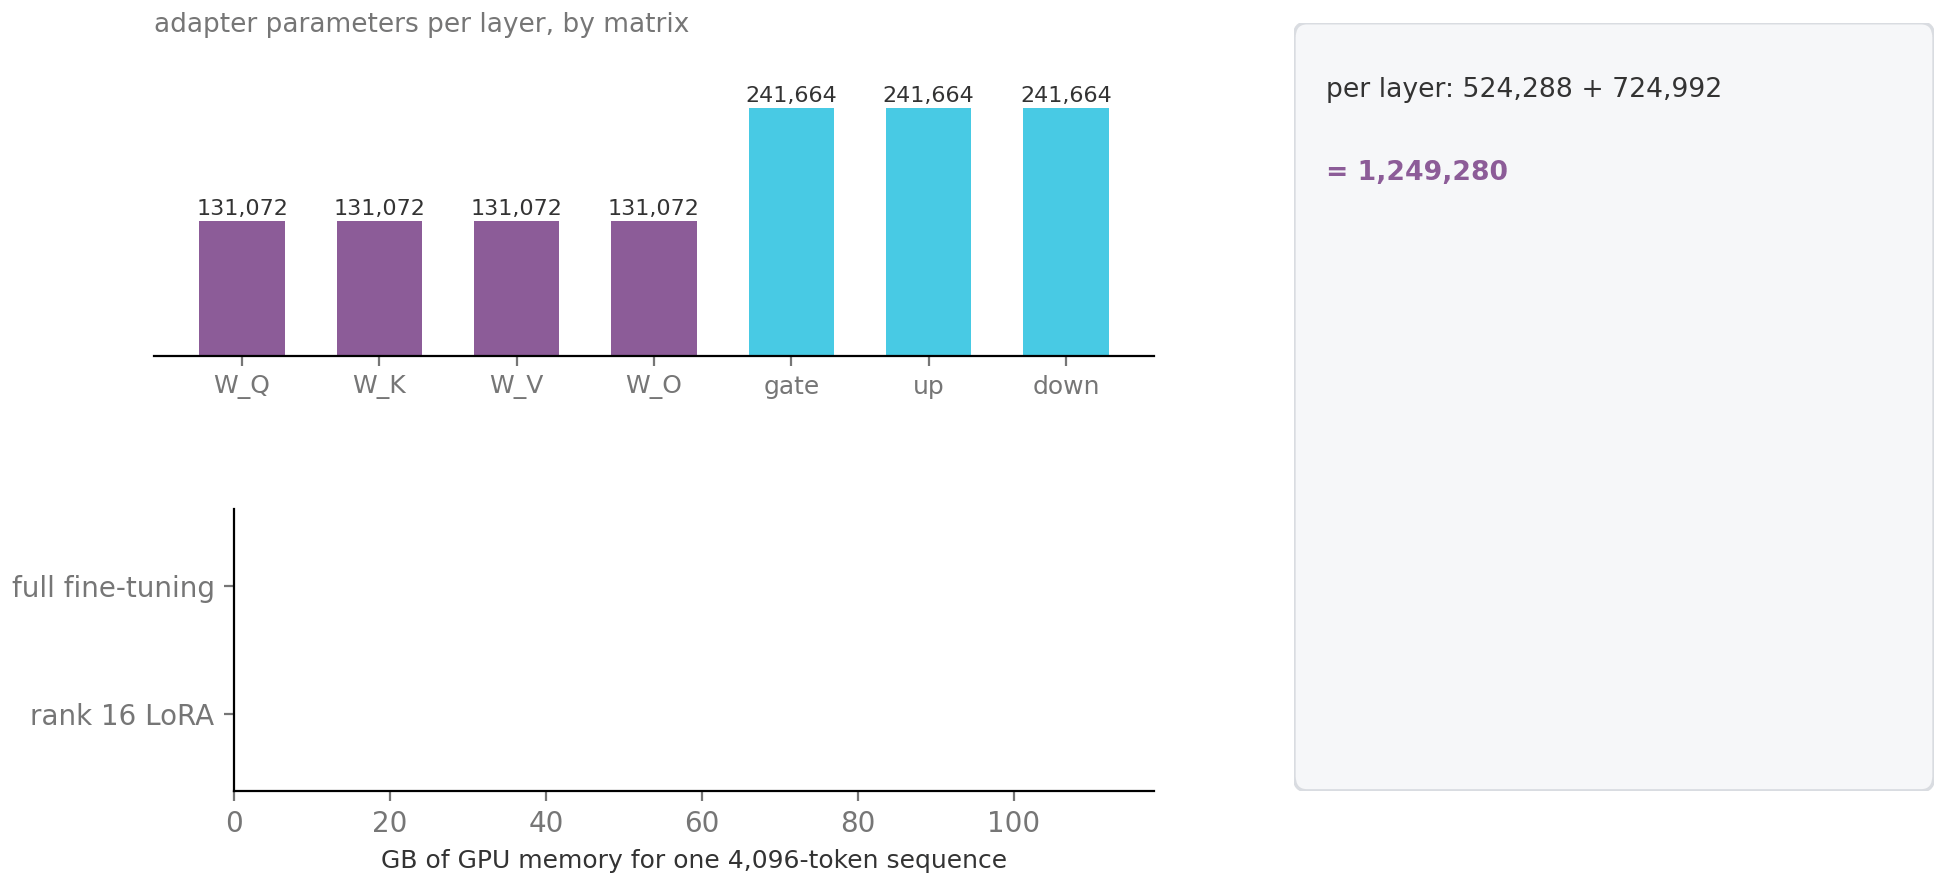 adapter parameters per layer, by matrix
131,072 131,072 131,072 131,072 241,664 241,664 241,664
W_Q W_K W_V W_O gate up down
per layer: 524,288 + 724,992
= 1,249,280
full fine-tuning
rank 16 LoRA
0 20 40 60 80 100
GB of GPU memory for one 4,096-token sequence